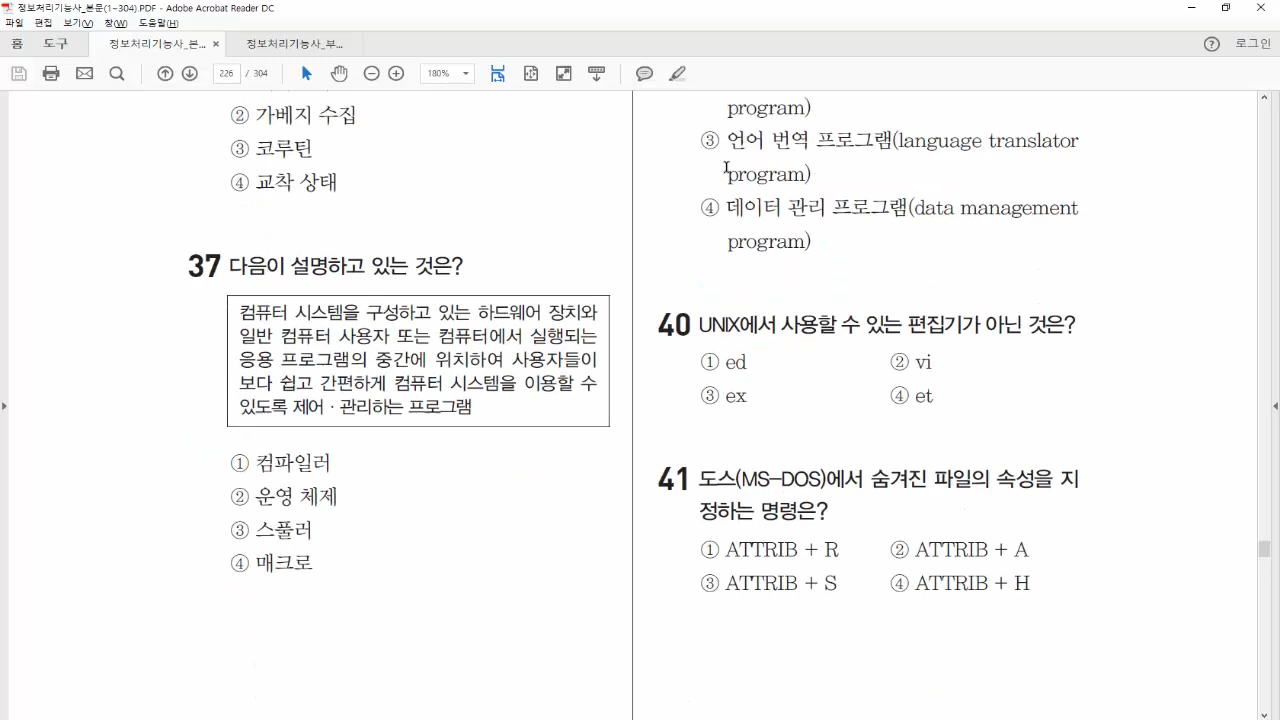 정보처리기능사_본문(1~304).PDF - Adobe Acrobat Reader DC
파일 편집 보기(V) 창(W) 도움말(H)
홈 도구 정보처리기능사_본... × 정보처리기능사_부... 로그인
226 / 304 180%
② 가베지 수집
③ 코루틴
④ 교착 상태
37 다음이 설명하고 있는 것은?
컴퓨터 시스템을 구성하고 있는 하드웨어 장치와
일반 컴퓨터 사용자 또는 컴퓨터에서 실행되는
응용 프로그램의 중간에 위치하여 사용자들이
보다 쉽고 간편하게 컴퓨터 시스템을 이용할 수
있도록 제어·관리하는 프로그램
① 컴파일러
② 운영 체제
③ 스풀러
④ 매크로
program)
③ 언어 번역 프로그램(language translator
program)
④ 데이터 관리 프로그램(data management
program)
40 UNIX에서 사용할 수 있는 편집기가 아닌 것은?
① ed ② vi
③ ex ④ et
41 도스(MS-DOS)에서 숨겨진 파일의 속성을 지
정하는 명령은?
① ATTRIB + R ② ATTRIB + A
③ ATTRIB + S ④ ATTRIB + H